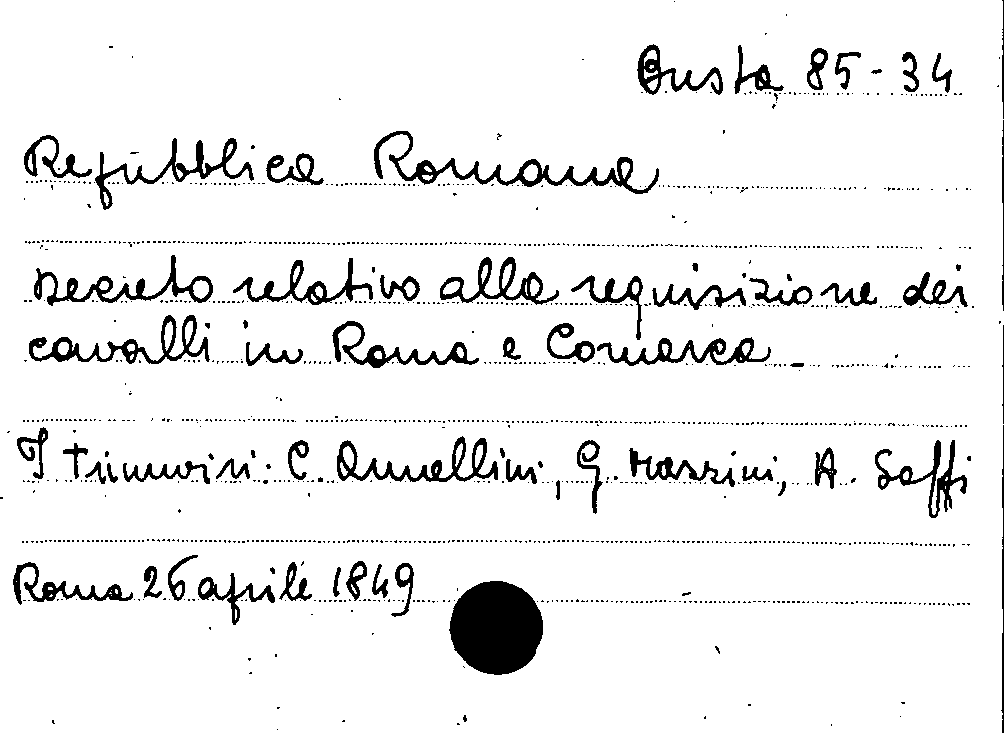 Busta 85-34
Repubblica Romana
Decreto relativo alla requisizione dei
cavalli in Roma e Comarca -
I triumviri: C. Armellini, G. Mazzini, A. Saffi
Roma 26 aprile 1849